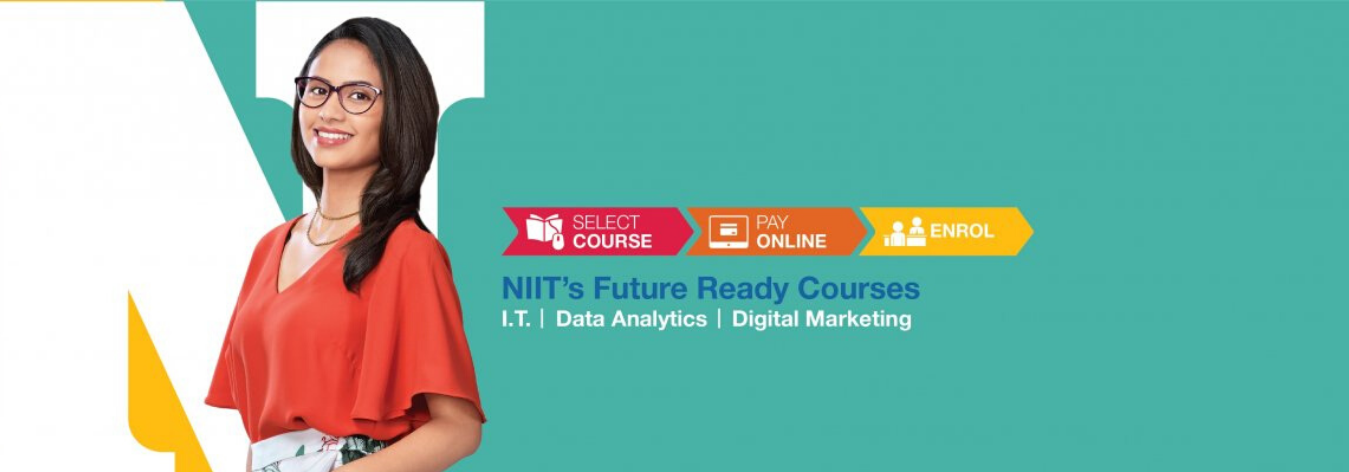 SELECT
COURSE
PAY
ONLINE
ENROL
NIIT's Future Ready Courses
I.T. | Data Analytics | Digital Marketing